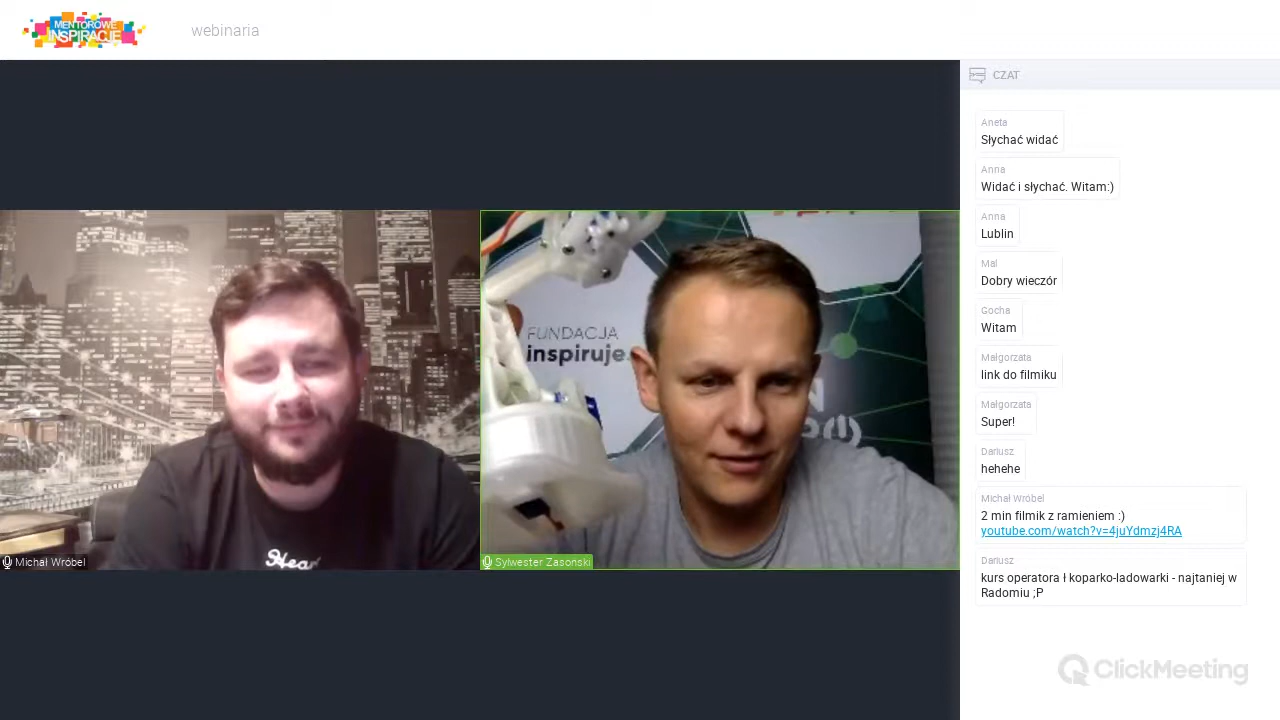 MENTOROWE
INSPIRACJE
webinaria
CZAT
Aneta
Słychać widać
Anna
Widać i słychać. Witam:)
Anna
Lublin
Mal
Dobry wieczór
Gocha
Witam
Małgorzata
link do filmiku
Małgorzata
Super!
Dariusz
hehehe
Michał Wróbel
2 min filmik z ramieniem :)
youtube.com/watch?v=4juYdmzj4RA
Dariusz
kurs operatora ł koparko-ladowarki - najtaniej w
Radomiu ;P
FUNDACJA
inspiruje.
Hear
Michał Wróbel
Sylwester Zasoński
ClickMeeting